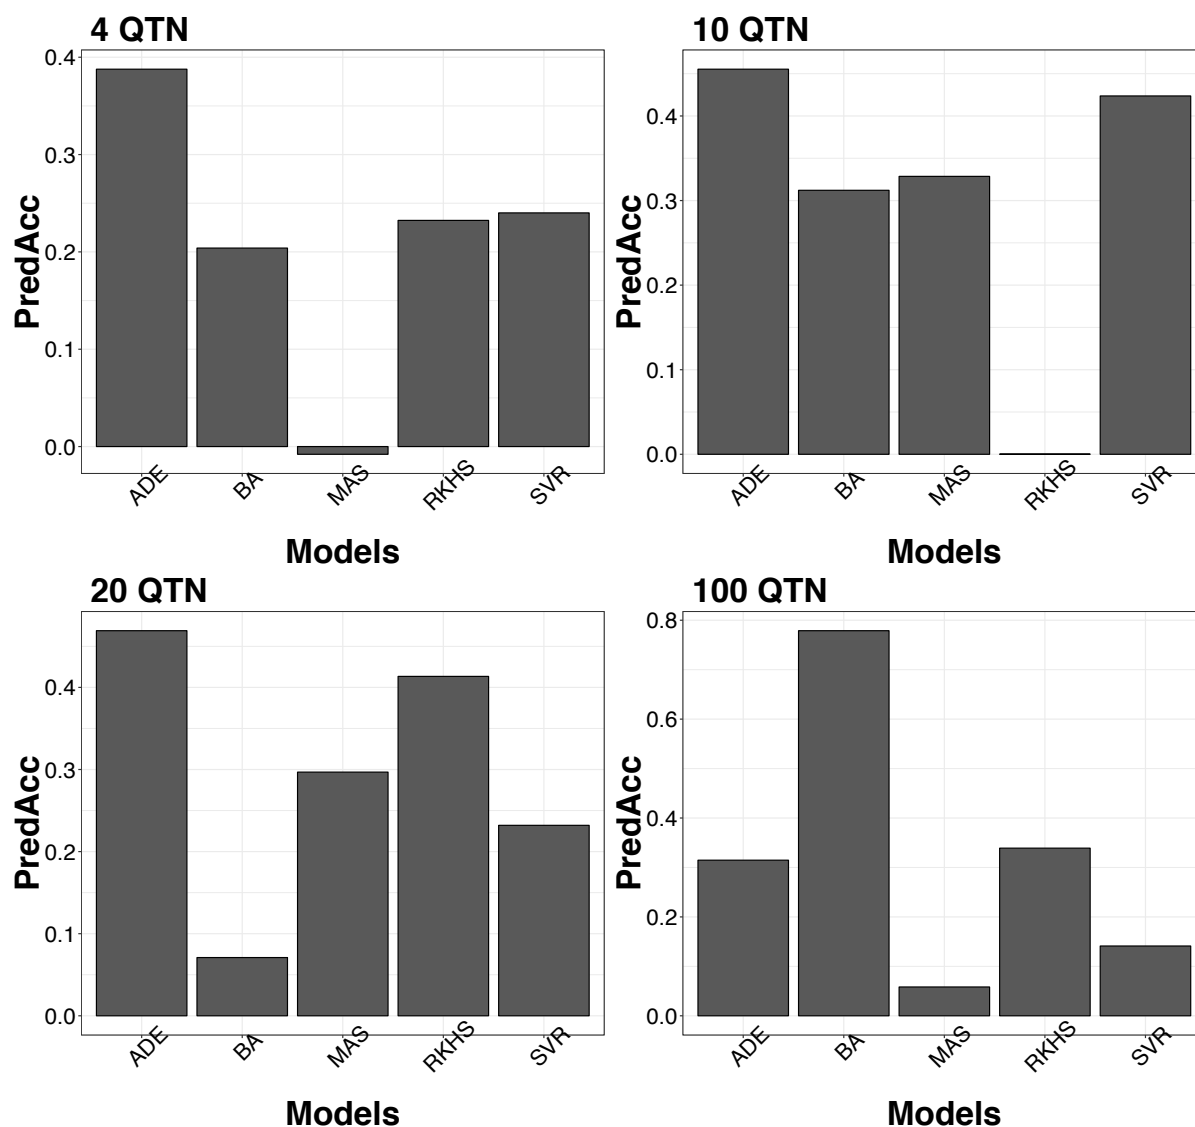 4 QTN
PredAcc
0.4
0.3
0.2
0.1
0.0
ADE BA MAS RKHS SVR
Models
10 QTN
PredAcc
0.4
0.3
0.2
0.1
0.0
ADE BA MAS RKHS SVR
Models
20 QTN
PredAcc
0.4
0.3
0.2
0.1
0.0
ADE BA MAS RKHS SVR
Models
100 QTN
PredAcc
0.8
0.6
0.4
0.2
0.0
ADE BA MAS RKHS SVR
Models